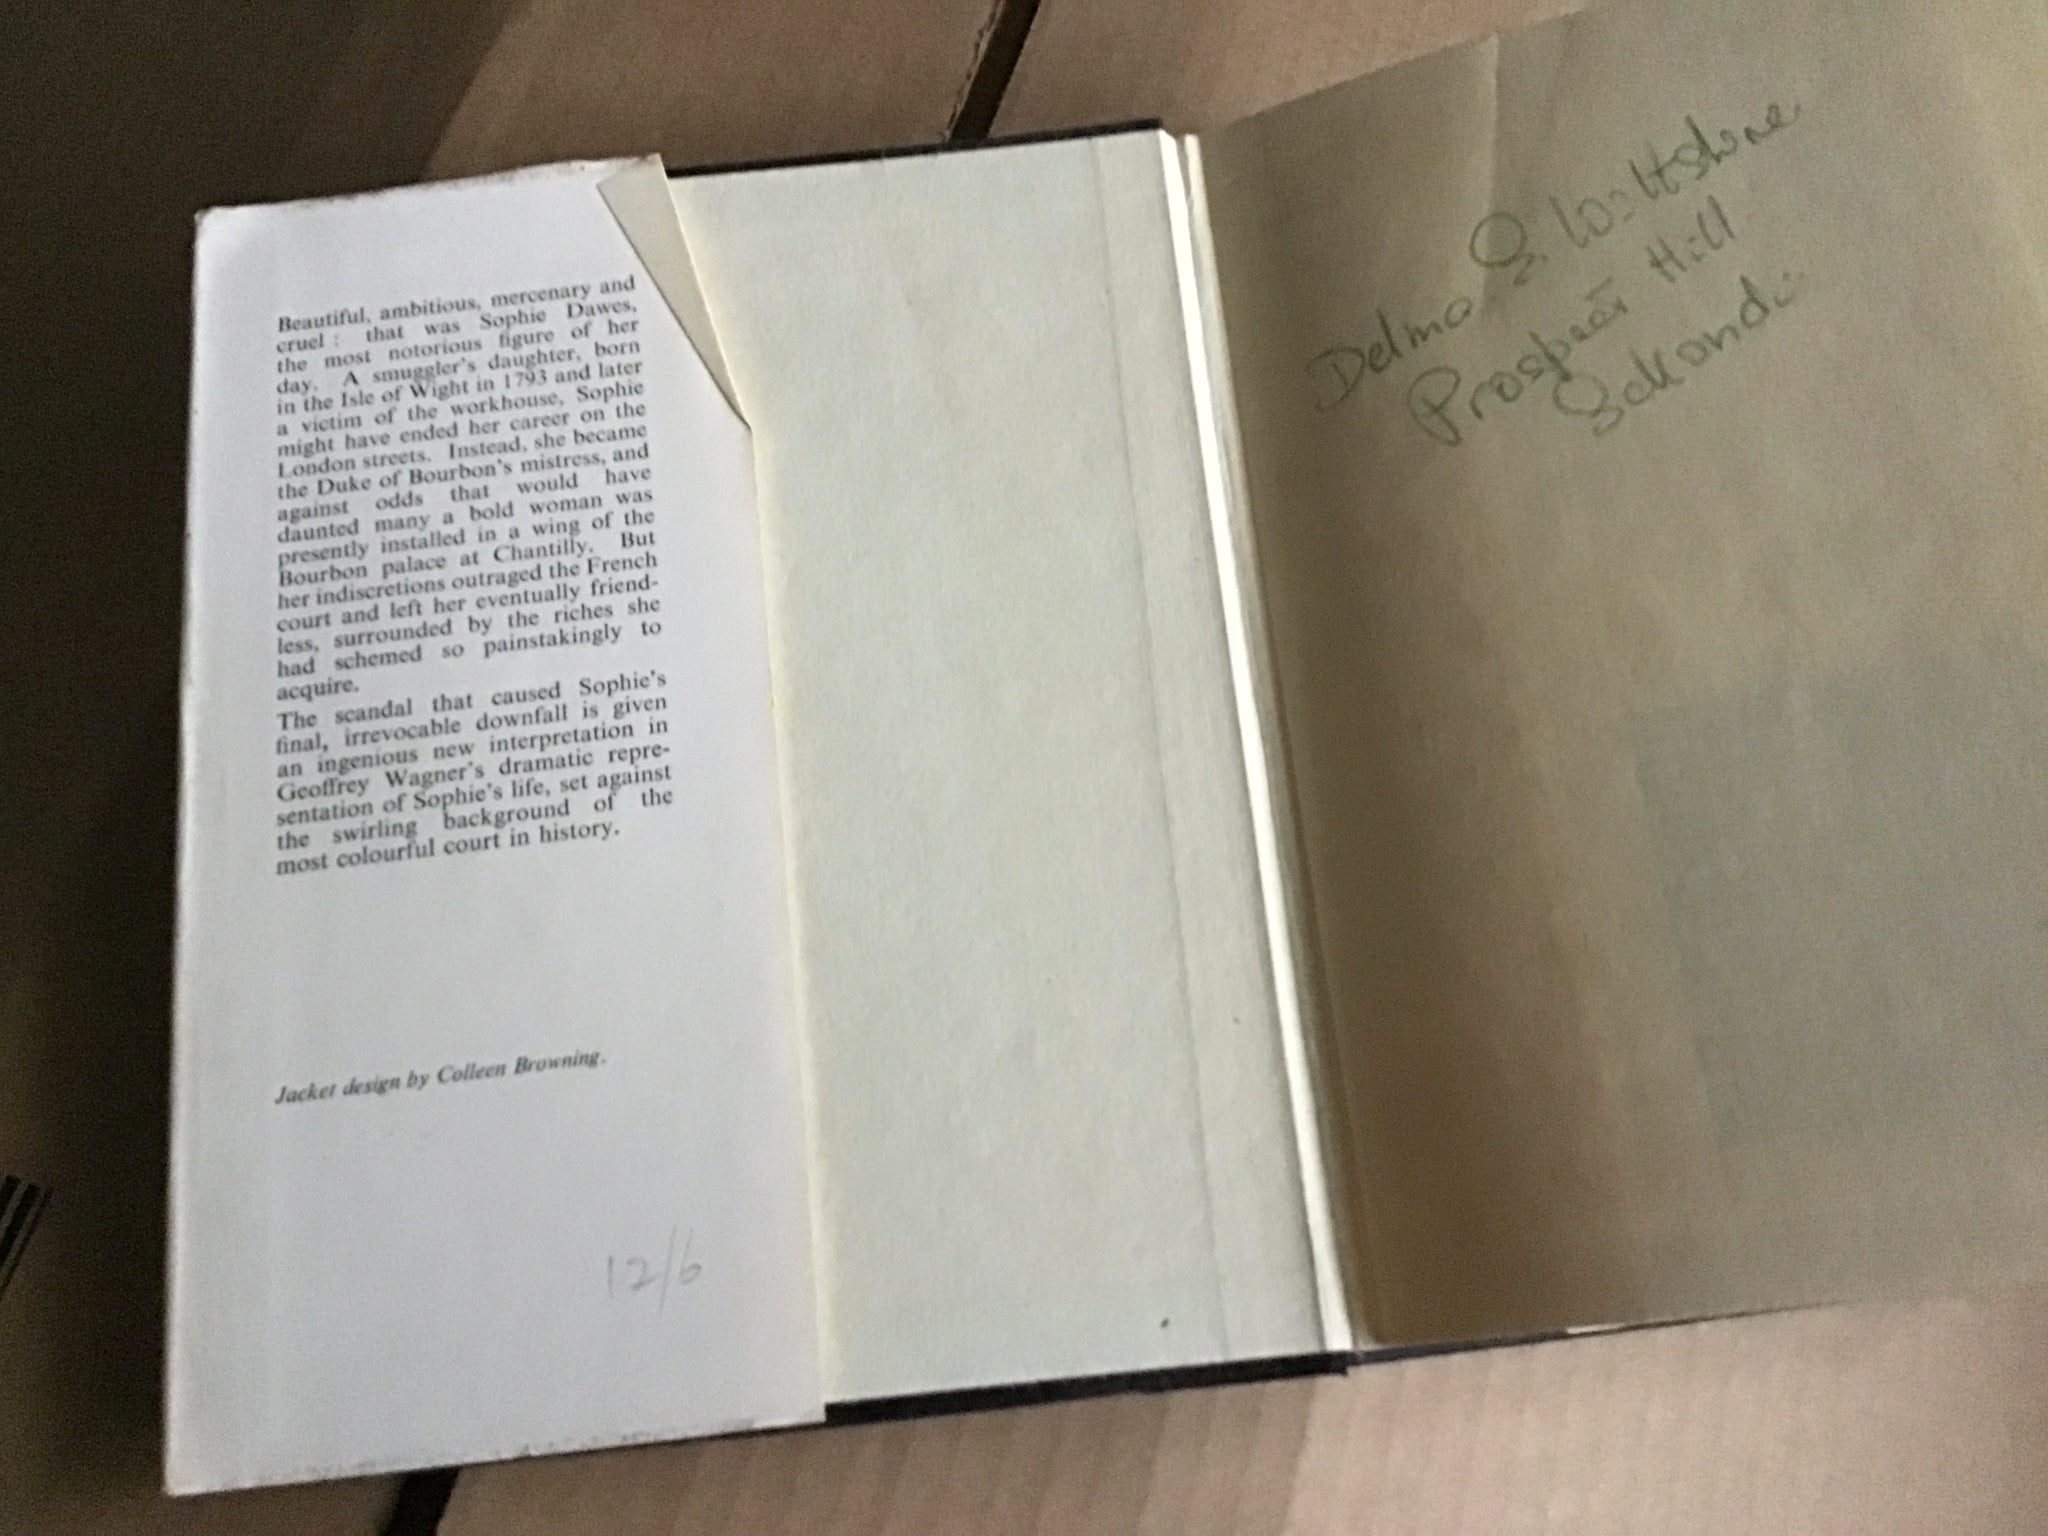 Beautiful, ambitious, mercenary and
cruel : that was Sophie Dawes,
the most notorious figure of her
day. A smuggler's daughter, born
in the Isle of Wight in 1793 and later
a victim of the workhouse, Sophie
might have ended her career on the
London streets. Instead, she became
the Duke of Bourbon's mistress, and
against odds that would have
daunted many a bold woman was
presently installed in a wing of the
Bourbon palace at Chantilly. But
her indiscretions outraged the French
court and left her eventually friend-
less, surrounded by the riches she
had schemed so painstakingly to
acquire.
The scandal that caused Sophie's
final, irrevocable downfall is given
an ingenious new interpretation in
Geoffrey Wagner's dramatic repre-
sentation of Sophie's life, set against
the swirling background of the
most colourful court in history.
Jacket design by Colleen Browning.
12/6
Delma
Hill
Sekondi